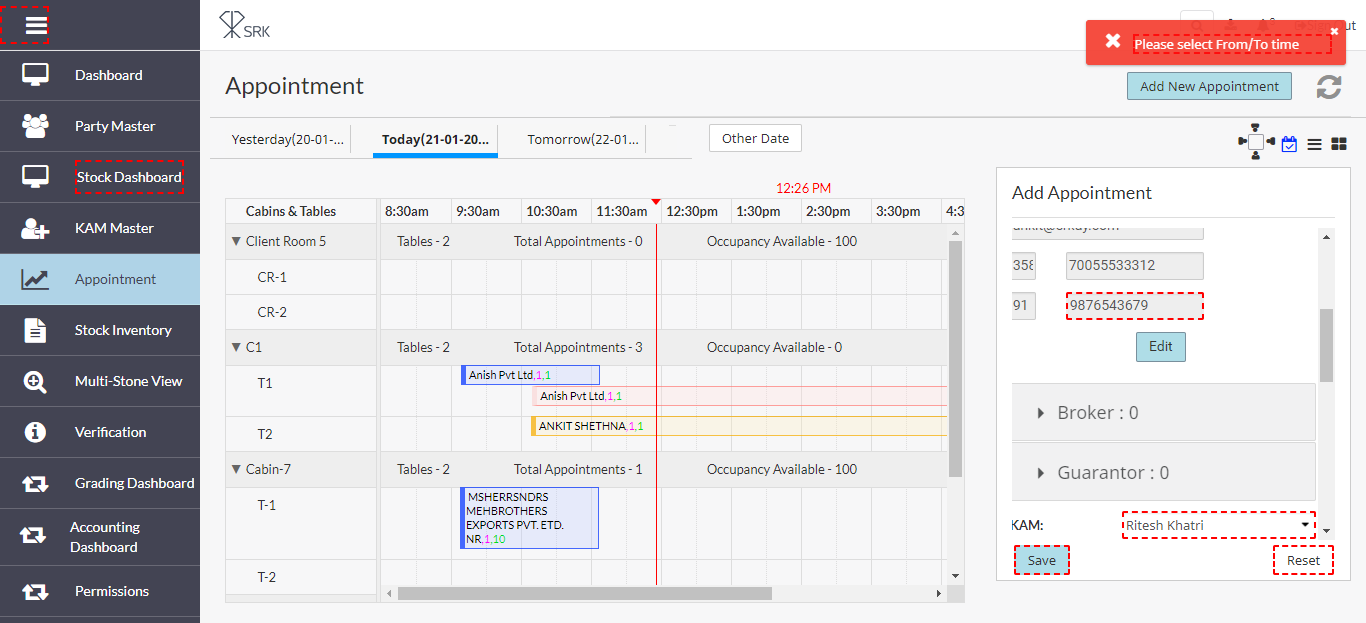 SRK
Please select From/To time
Dashboard
Party Master
Stock Dashboard
KAM Master
Appointment
Stock Inventory
Multi-Stone View
Verification
Grading Dashboard
Accounting
Dashboard
Permissions
Appointment
Add New Appointment
Yesterday(20-01-...
Today(21-01-20...
Tomorrow(22-01...
Other Date
12:26 PM
Cabins & Tables
8:30am 9:30am 10:30am 11:30am 12:30pm 1:30pm 2:30pm 3:30pm 4:3
Client Room 5 Tables - 2 Total Appointments - 0 Occupancy Available - 100
CR-1
CR-2
C1 Tables - 2 Total Appointments - 3 Occupancy Available - 0
T1
Anish Pvt Ltd,1,1
Anish Pvt Ltd,1,1
T2
ANKIT SHETHNA,1,1
Cabin-7 Tables - 2 Total Appointments - 1 Occupancy Available - 100
T-1
MSHERRSNDRS
MEHBROTHERS
EXPORTS PVT. ETD.
NR,1,10
T-2
Add Appointment
358 70055533312
91 9876543679
Edit
Broker : 0
Guarantor : 0
KAM: Ritesh Khatri
Save
Reset